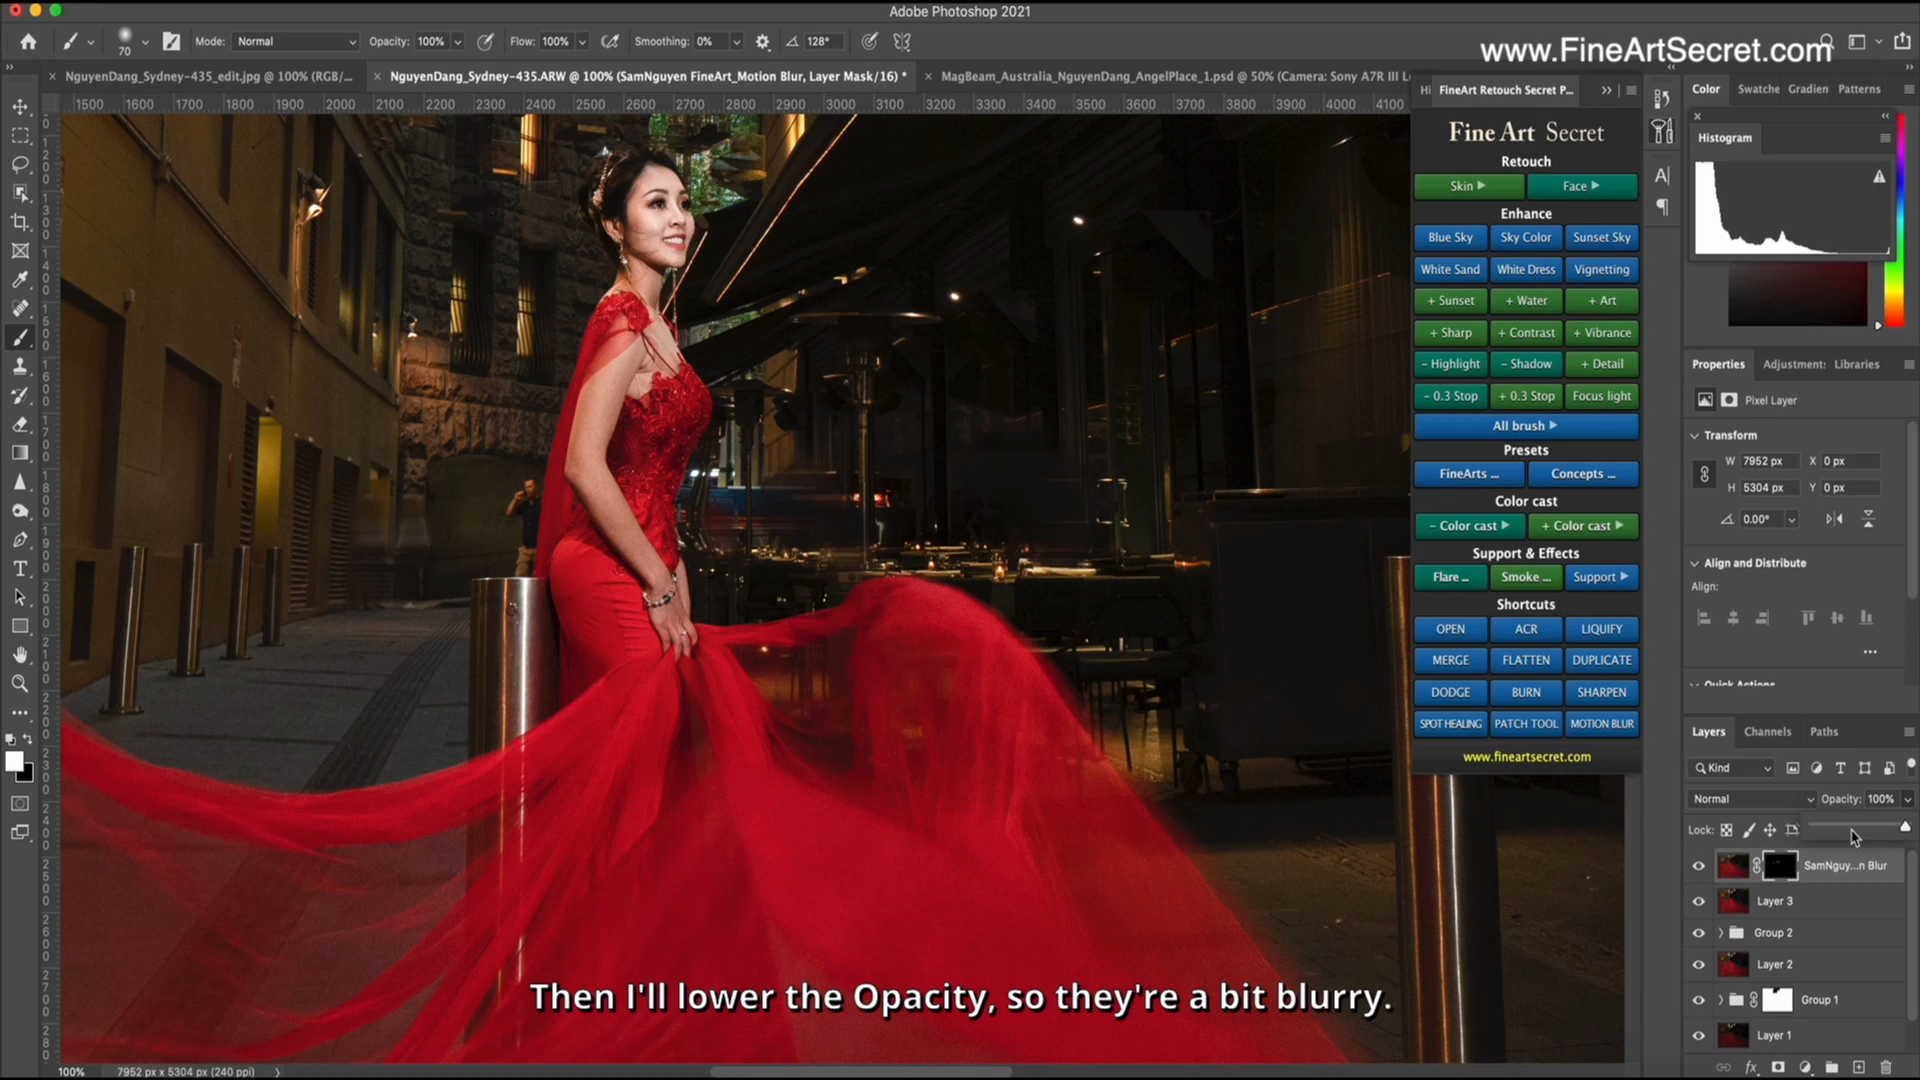 Adobe Photoshop 2021
70
Mode: Normal
Opacity: 100%
Flow: 100%
Smoothing: 0%
128°
www.FineArtSecret.com
NguyenDang_Sydney-435_edit.jpg @ 100% (RGB/...
NguyenDang_Sydney-435.ARW @ 100% (SamNguyen FineArt_Motion Blur, Layer Mask/16) *
MagBeam_Australia_NguyenDang_AngelPlace_1.psd @ 50% (Camera: Sony A7R III L
1500 1600 1700 1800 1900 2000 2100 2200 2300 2400 2500 2600 2700 2800 2900 3000 3100 3200 3300 3400 3500 3600 3700 3800 3900 4000 4100
Hi
FineArt Retouch Secret P...
Fine Art Secret
Retouch
Skin
Face
Enhance
Blue Sky
Sky Color
Sunset Sky
White Sand
White Dress
Vignetting
+ Sunset
+ Water
+ Art
+ Sharp
+ Contrast
+ Vibrance
- Highlight
- Shadow
+ Detail
- 0.3 Stop
+ 0.3 Stop
Focus light
All brush
Presets
FineArts ...
Concepts ...
Color cast
- Color cast
+ Color cast
Support & Effects
Flare ..
Smoke ...
Support
Shortcuts
OPEN
ACR
LIQUIFY
MERGE
FLATTEN
DUPLICATE
DODGE
BURN
SHARPEN
SPOT HEALING
PATCH TOOL
MOTION BLUR
www.fineartsecret.com
Color
Swatche
Gradien
Patterns
Histogram
Properties
Adjustment:
Libraries
Pixel Layer
Transform
W 7952 px
X 0 px
H 5304 px
Y 0 px
0.00°
Align and Distribute
Align:
Quick Actions
Layers
Channels
Paths
Kind
Normal
Opacity: 100%
Lock:
SamNguy...n Blur
Layer 3
Group 2
Layer 2
Group 1
Layer 1
Then I'll lower the Opacity, so they're a bit blurry.
100%
7952 px x 5304 px (240 ppi)